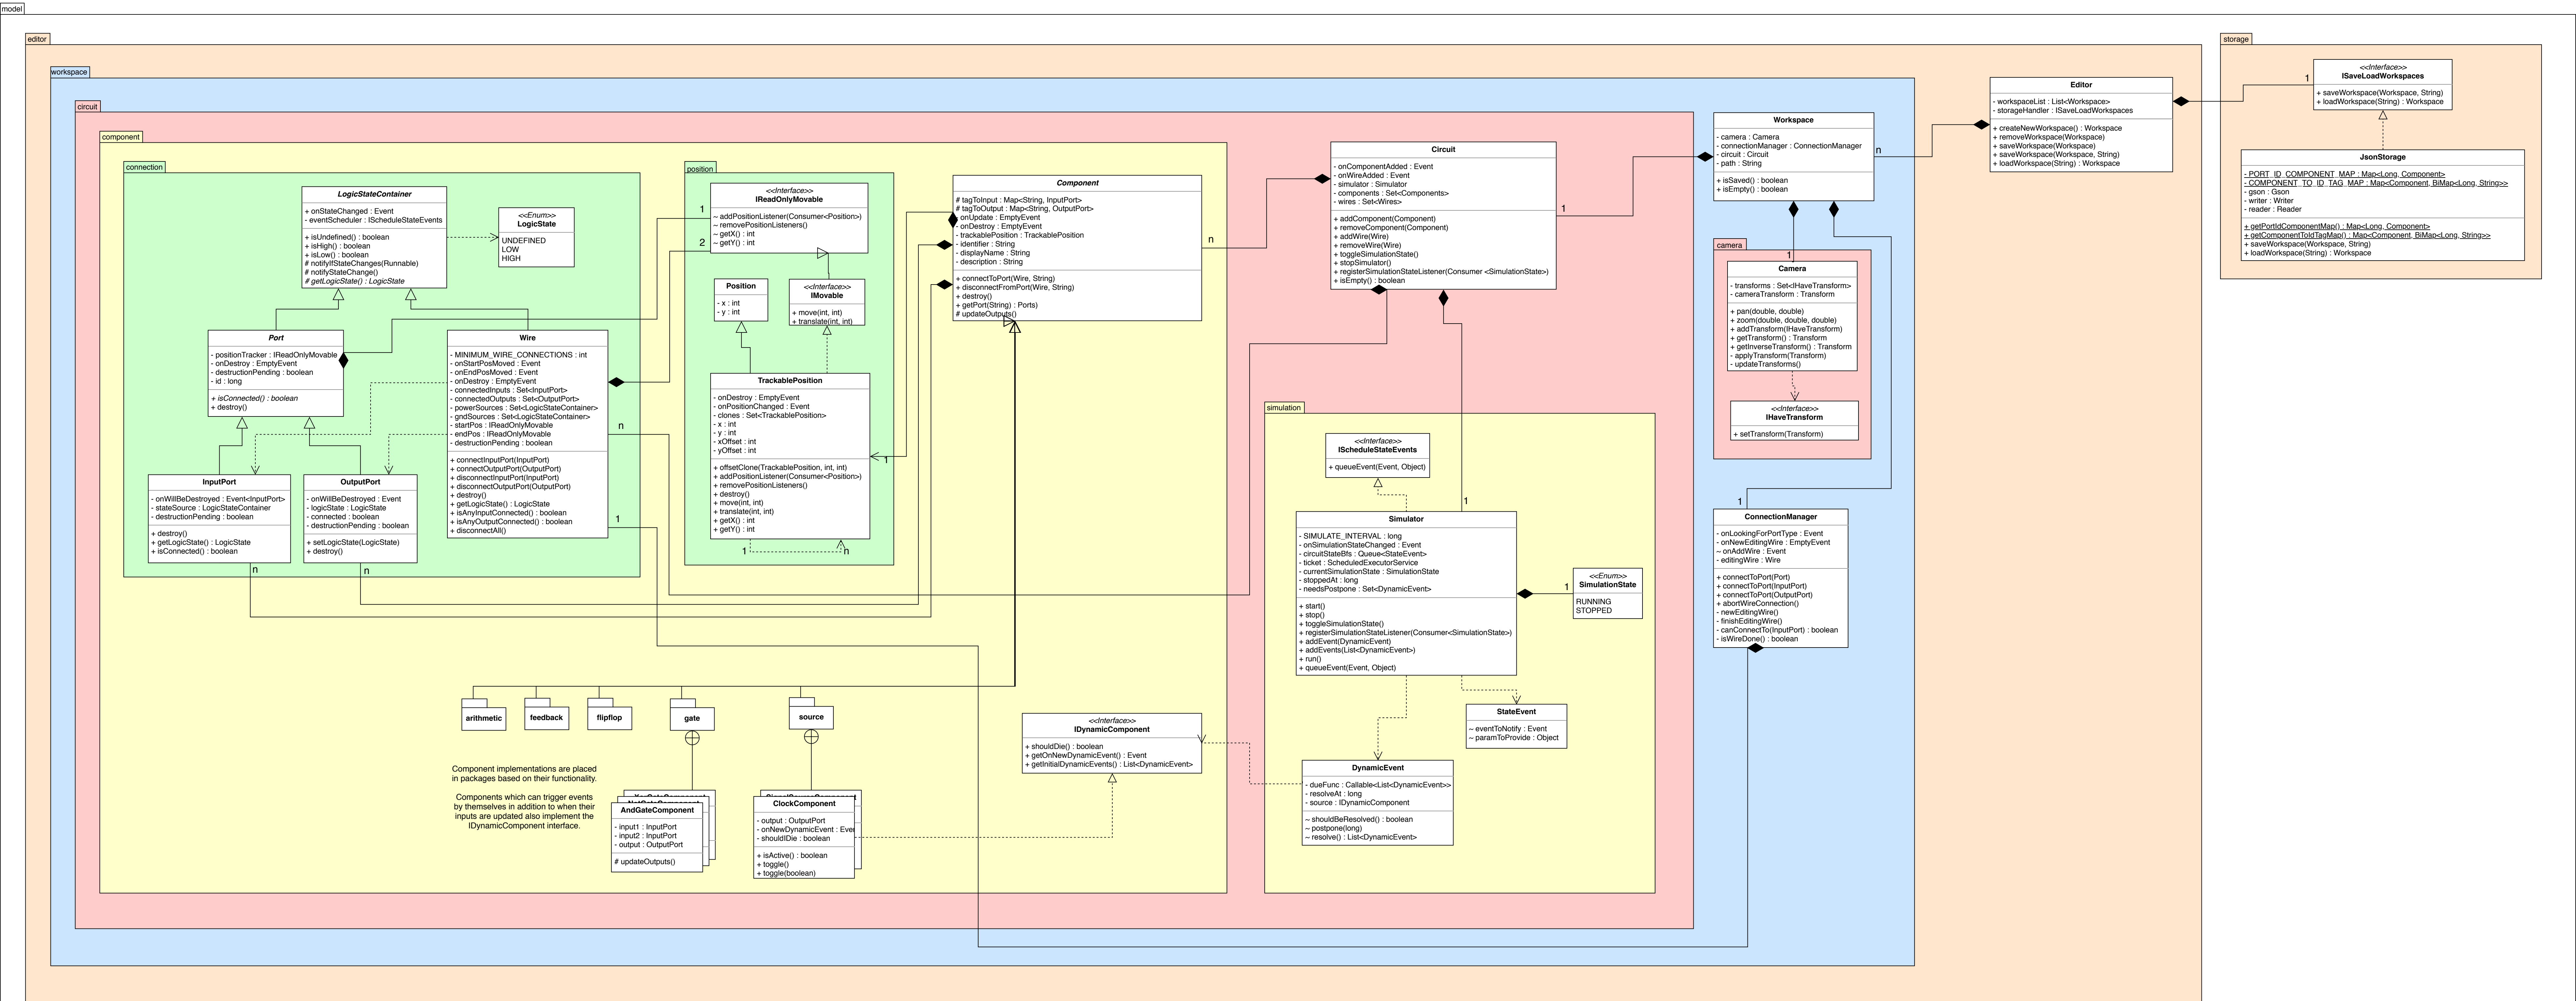 model
editor
workspace
circuit
component
connection
LogicStateContainer
+ onStateChanged : Event
- eventScheduler : IScheduleStateEvents
+ isUndefined() : boolean
+ isHigh() : boolean
+ isLow() : boolean
# notifyIfStateChanges(Runnable)
# notifyStateChange()
# getLogicState() : LogicState
<<Enum>>
LogicState
UNDEFINED
LOW
HIGH
Port
- positionTracker : IReadOnlyMovable
- onDestroy : EmptyEvent
- destructionPending : boolean
- id : long
+ isConnected() : boolean
+ destroy()
Wire
- MINIMUM_WIRE_CONNECTIONS : int
- onStartPosMoved : Event
- onEndPosMoved : Event
- onDestroy : EmptyEvent
- connectedInputs : Set<InputPort>
- connectedOutputs : Set<OutputPort>
- powerSources : Set<LogicStateContainer>
- gndSources : Set<LogicStateContainer>
- startPos : IReadOnlyMovable
- endPos : IReadOnlyMovable
- destructionPending : boolean
+ connectInputPort(InputPort)
+ connectOutputPort(OutputPort)
+ disconnectInputPort(InputPort)
+ disconnectOutputPort(OutputPort)
+ destroy()
+ getLogicState() : LogicState
+ isAnyInputConnected() : boolean
+ isAnyOutputConnected() : boolean
+ disconnectAll()
n
1
InputPort
- onWillBeDestroyed : Event<InputPort>
- stateSource : LogicStateContainer
- destructionPending : boolean
+ destroy()
+ getLogicState() : LogicState
+ isConnected() : boolean
n
OutputPort
- onWillBeDestroyed : Event
- logicState : LogicState
- connected : boolean
- destructionPending : boolean
+ setLogicState(LogicState)
+ destroy()
n
position
1
2
<<Interface>>
IReadOnlyMovable
~ addPositionListener(Consumer<Position>)
~ removePositionListeners()
~ getX() : int
~ getY() : int
Position
- x : int
- y : int
<<Interface>>
IMovable
+ move(int, int)
+ translate(int, int)
TrackablePosition
- onDestroy : EmptyEvent
- onPositionChanged : Event
- clones : Set<TrackablePosition>
- x : int
- y : int
- xOffset : int
- yOffset : int
+ offsetClone(TrackablePosition, int, int)
+ addPositionListener(Consumer<Position>)
+ removePositionListeners()
+ destroy()
+ move(int, int)
+ translate(int, int)
+ getX() : int
+ getY() : int
1
n
1
Component
# tagToInput : Map<String, InputPort>
# tagToOutput : Map<String, OutputPort>
- onUpdate : EmptyEvent
- onDestroy : EmptyEvent
- trackablePosition : TrackablePosition
- identifier : String
- displayName : String
- description : String
+ connectToPort(Wire, String)
+ disconnectFromPort(Wire, String)
+ destroy()
+ getPort(String) : Ports)
# updateOutputs()
n
arithmetic
feedback
flipflop
gate
source
Component implementations are placed
in packages based on their functionality.
Components which can trigger events
by themselves in addition to when their
inputs are updated also implement the
IDynamicComponent interface.
AndGateComponent
- input1 : InputPort
- input2 : InputPort
- output : OutputPort
# updateOutputs()
ClockComponent
- output : OutputPort
- onNewDynamicEvent : Ever
- shouldIDie : boolean
+ isActive() : boolean
+ toggle()
+ toggle(boolean)
<<Interface>>
IDynamicComponent
+ shouldDie() : boolean
+ getOnNewDynamicEvent() : Event
+ getInitialDynamicEvents() : List<DynamicEvent>
Circuit
- onComponentAdded : Event
- onWireAdded : Event
- simulator : Simulator
- components : Set<Components>
- wires : Set<Wires>
+ addComponent(Component)
+ removeComponent(Component)
+ addWire(Wire)
+ removeWire(Wire)
+ toggleSimulationState()
+ stopSimulator()
+ registerSimulationStateListener(Consumer <SimulationState>)
+ isEmpty() : boolean
1
simulation
<<Interface>>
IScheduleStateEvents
+ queueEvent(Event, Object)
1
Simulator
- SIMULATE_INTERVAL : long
- onSimulationStateChanged : Event
- circuitStateBfs : Queue<StateEvent>
- ticket : ScheduledExecutorService
- currentSimulationState : SimulationState
- stoppedAt : long
- needsPostpone : Set<DynamicEvent>
+ start()
+ stop()
+ toggleSimulationState()
+ registerSimulationStateListener(Consumer<SimulationState>)
+ addEvent(DynamicEvent)
+ addEvents(List<DynamicEvent>)
+ run()
+ queueEvent(Event, Object)
1
<<Enum>>
SimulationState
RUNNING
STOPPED
StateEvent
~ eventToNotify : Event
~ paramToProvide : Object
DynamicEvent
- dueFunc : Callable<List<DynamicEvent>>
- resolveAt : long
- source : IDynamicComponent
~ shouldBeResolved() : boolean
~ postpone(long)
~ resolve() : List<DynamicEvent>
Workspace
- camera : Camera
- connectionManager : ConnectionManager
- circuit : Circuit
- path : String
+ isSaved() : boolean
+ isEmpty() : boolean
n
camera
1
Camera
- transforms : Set<IHaveTransform>
- cameraTransform : Transform
+ pan(double, double)
+ zoom(double, double, double)
+ addTransform(IHaveTransform)
+ getTransform() : Transform
+ getInverseTransform() : Transform
- applyTransform(Transform)
- updateTransforms()
<<Interface>>
IHaveTransform
+ setTransform(Transform)
1
ConnectionManager
- onLookingForPortType : Event
- onNewEditingWire : EmptyEvent
~ onAddWire : Event
- editingWire : Wire
+ connectToPort(Port)
+ connectToPort(InputPort)
+ connectToPort(OutputPort)
+ abortWireConnection()
- newEditingWire()
- finishEditingWire()
- canConnectTo(InputPort) : boolean
- isWireDone() : boolean
Editor
- workspaceList : List<Workspace>
- storageHandler : ISaveLoadWorkspaces
+ createNewWorkspace() : Workspace
+ removeWorkspace(Workspace)
+ saveWorkspace(Workspace)
+ saveWorkspace(Workspace, String)
+ loadWorkspace(String) : Workspace
storage
1
<<Interface>>
ISaveLoadWorkspaces
+ saveWorkspace(Workspace, String)
+ loadWorkspace(String) : Workspace
JsonStorage
- PORT_ID_COMPONENT_MAP : Map<Long, Component>
- COMPONENT_TO_ID_TAG_MAP : Map<Component, BiMap<Long, String>>
- gson : Gson
- writer : Writer
- reader : Reader
+ getPortIdComponentMap() : Map<Long, Component>
+ getComponentToIdTagMap() : Map<Component, BiMap<Long, String>>
+ saveWorkspace(Workspace, String)
+ loadWorkspace(String) : Workspace